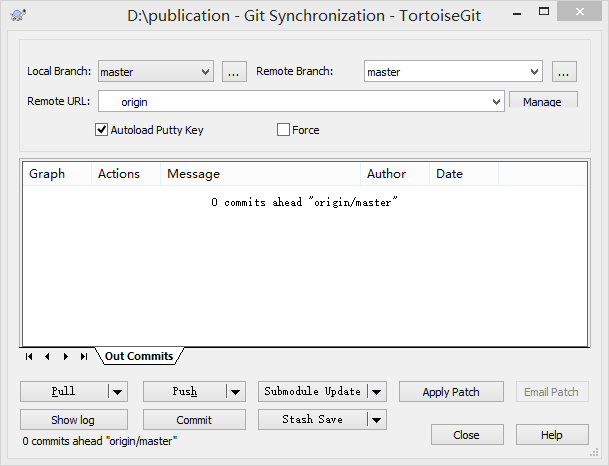 D:\publication - Git Synchronization - TortoiseGit
Local Branch: master ... Remote Branch: master ...
Remote URL: origin Manage
Autoload Putty Key Force
Graph Actions Message Author Date
0 commits ahead "origin/master"
Out Commits
Pull Push Submodule Update Apply Patch Email Patch
Show log Commit Stash Save
0 commits ahead "origin/master"
Close Help